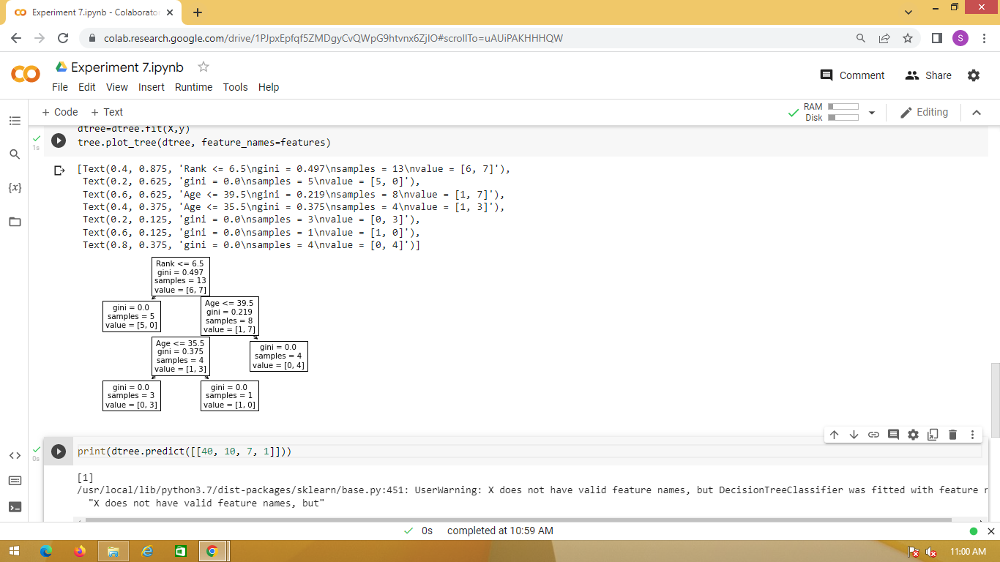 Experiment 7.ipynb - Colaborato
colab.research.google.com/drive/1PJpxEpfqf5ZMDgyCvQWpG9htvnx6ZjIO#scrollTo=uAUiPAKHHHQW
S
Experiment 7.ipynb
File Edit View Insert Runtime Tools Help
Comment Share
+ Code + Text
RAM
Disk
Editing
dtree=dtree.fit(X,y)
1s
tree.plot_tree(dtree, feature_names=features)
[Text(0.4, 0.875, 'Rank <= 6.5\ngini = 0.497\nsamples = 13\nvalue = [6, 7]'),
Text(0.2, 0.625, 'gini = 0.0\nsamples = 5\nvalue = [5, 0]'),
Text(0.6, 0.625, 'Age <= 39.5\ngini = 0.219\nsamples = 8\nvalue = [1, 7]'),
Text(0.4, 0.375, 'Age <= 35.5\ngini = 0.375\nsamples = 4\nvalue = [1, 3]'),
Text(0.2, 0.125, 'gini = 0.0\nsamples = 3\nvalue = [0, 3]'),
Text(0.6, 0.125, 'gini = 0.0\nsamples = 1\nvalue = [1, 0]'),
Text(0.8, 0.375, 'gini = 0.0\nsamples = 4\nvalue = [0, 4]')]
{x}
Rank <= 6.5
gini = 0.497
samples = 13
value = [6, 7]
gini = 0.0
samples = 5
value = [5, 0]
Age <= 39.5
gini = 0.219
samples = 8
value = [1, 7]
Age <= 35.5
gini = 0.375
samples = 4
value = [1, 3]
gini = 0.0
samples = 4
value = [0, 4]
gini = 0.0
samples = 3
value = [0, 3]
gini = 0.0
samples = 1
value = [1, 0]
0s
print(dtree.predict([[40, 10, 7, 1]]))
[1]
/usr/local/lib/python3.7/dist-packages/sklearn/base.py:451: UserWarning: X does not have valid feature names, but DecisionTreeClassifier was fitted with feature
"X does not have valid feature names, but"
0s completed at 10:59 AM
11:00 AM